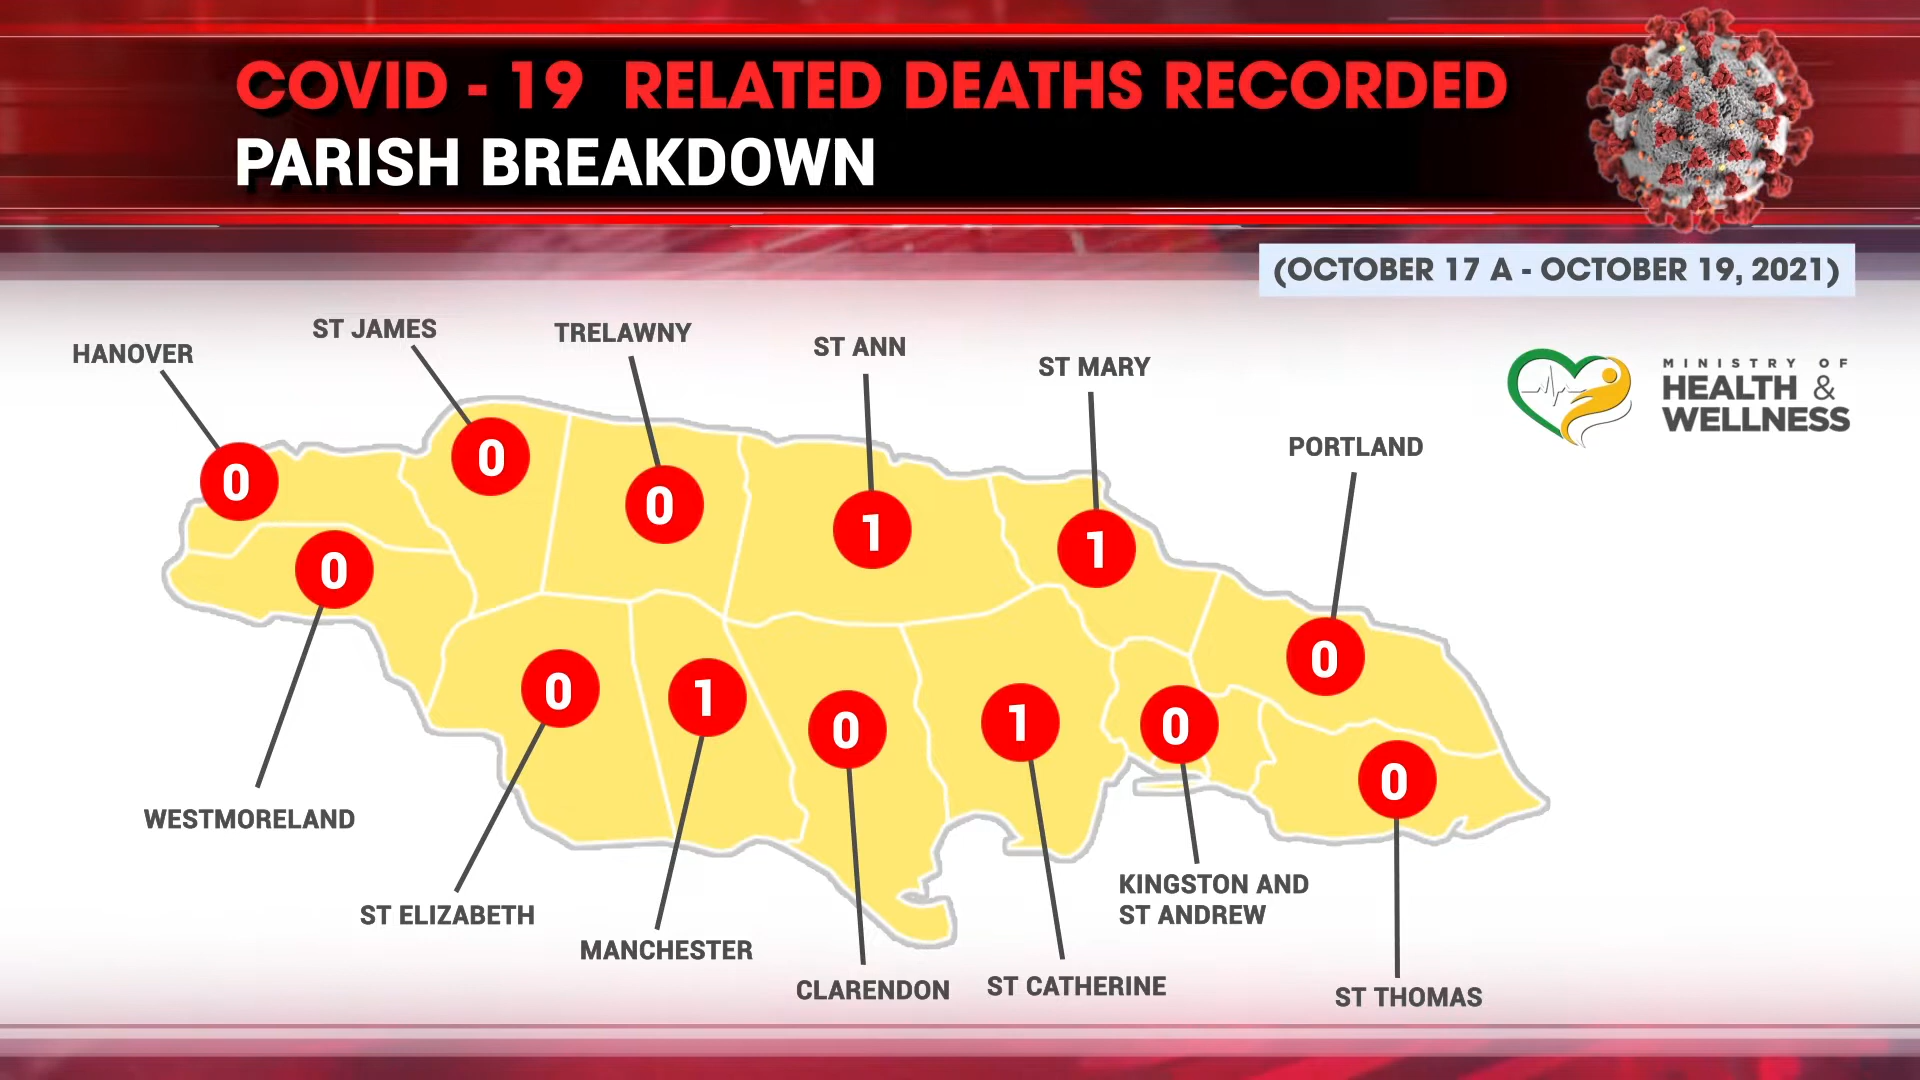 COVID - 19 RELATED DEATHS RECORDED
PARISH BREAKDOWN
(OCTOBER 17 A - OCTOBER 19, 2021)
MINISTRY OF
HEALTH &
WELLNESS
HANOVER
ST JAMES
TRELAWNY
ST ANN
ST MARY
PORTLAND
0
0
0
1
1
0
0
0
1
0
1
0
0
WESTMORELAND
ST ELIZABETH
MANCHESTER
CLARENDON
ST CATHERINE
KINGSTON AND
ST ANDREW
ST THOMAS